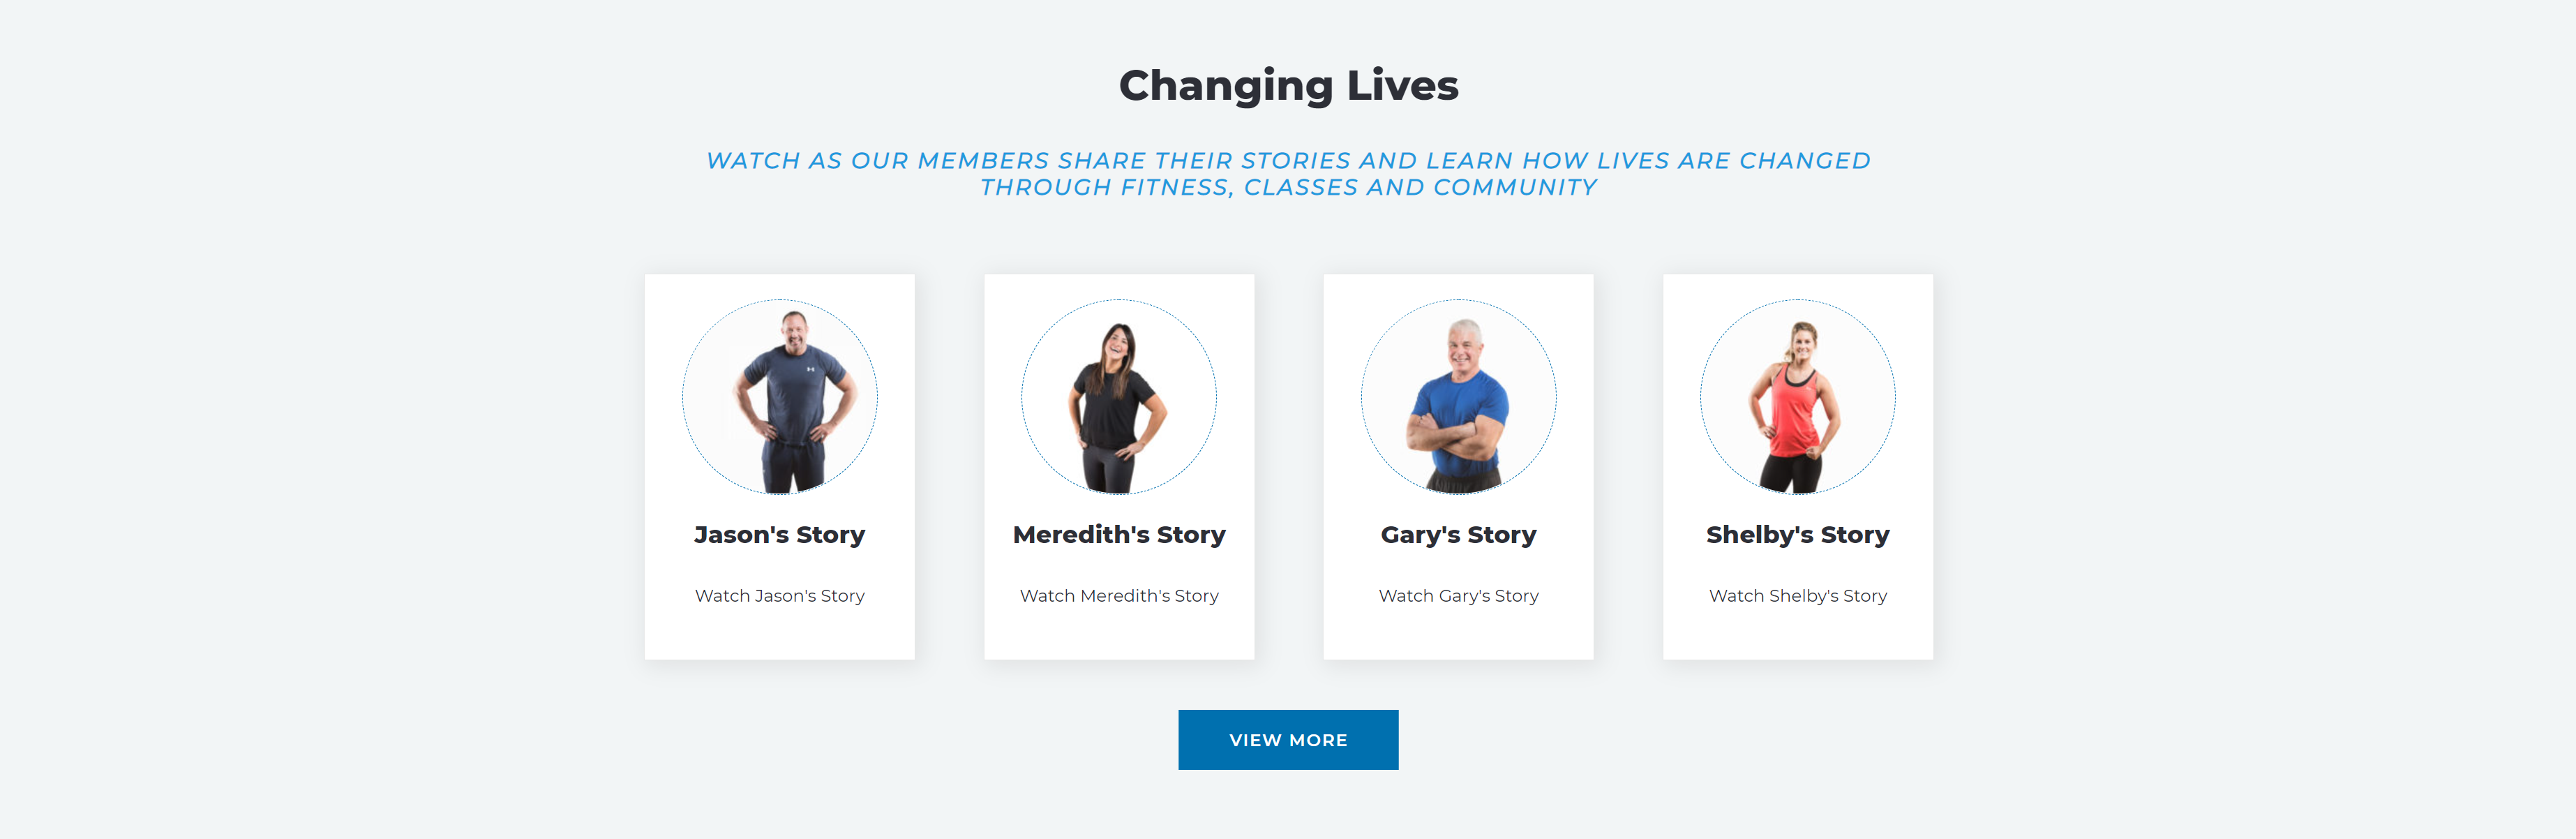 Changing Lives
WATCH AS OUR MEMBERS SHARE THEIR STORIES AND LEARN HOW LIVES ARE CHANGED
THROUGH FITNESS, CLASSES AND COMMUNITY
Jason's Story
Watch Jason's Story
Meredith's Story
Watch Meredith's Story
Gary's Story
Watch Gary's Story
Shelby's Story
Watch Shelby's Story
VIEW MORE